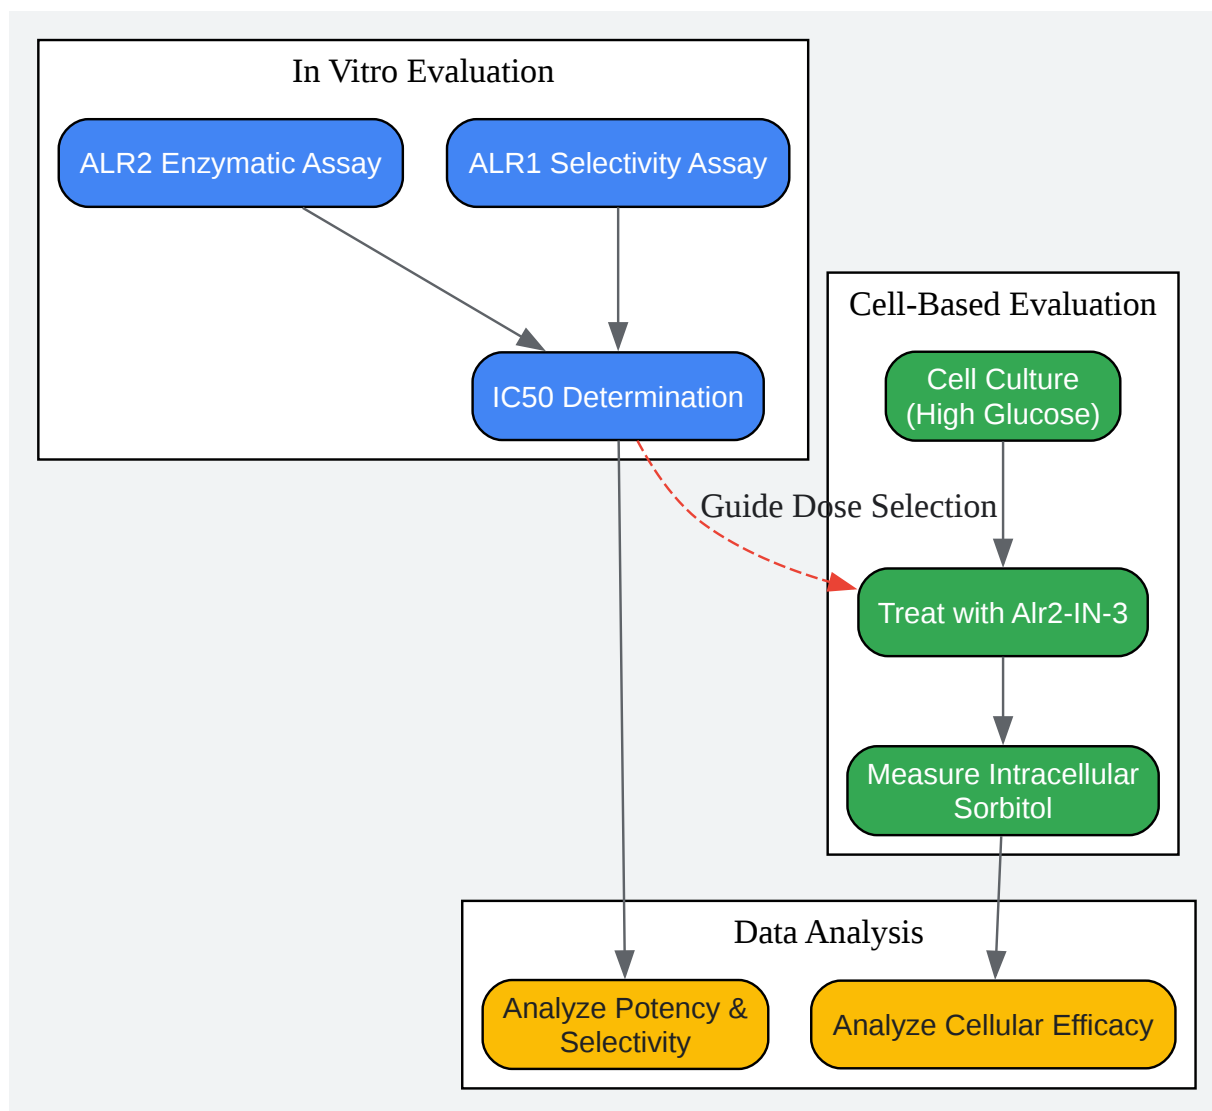 In Vitro Evaluation
ALR2 Enzymatic Assay
ALR1 Selectivity Assay
IC50 Determination
Cell-Based Evaluation
Cell Culture
(High Glucose)
Guide Dose Selection
Treat with Alr2-IN-3
Measure Intracellular
Sorbitol
Data Analysis
Analyze Potency &
Selectivity
Analyze Cellular Efficacy